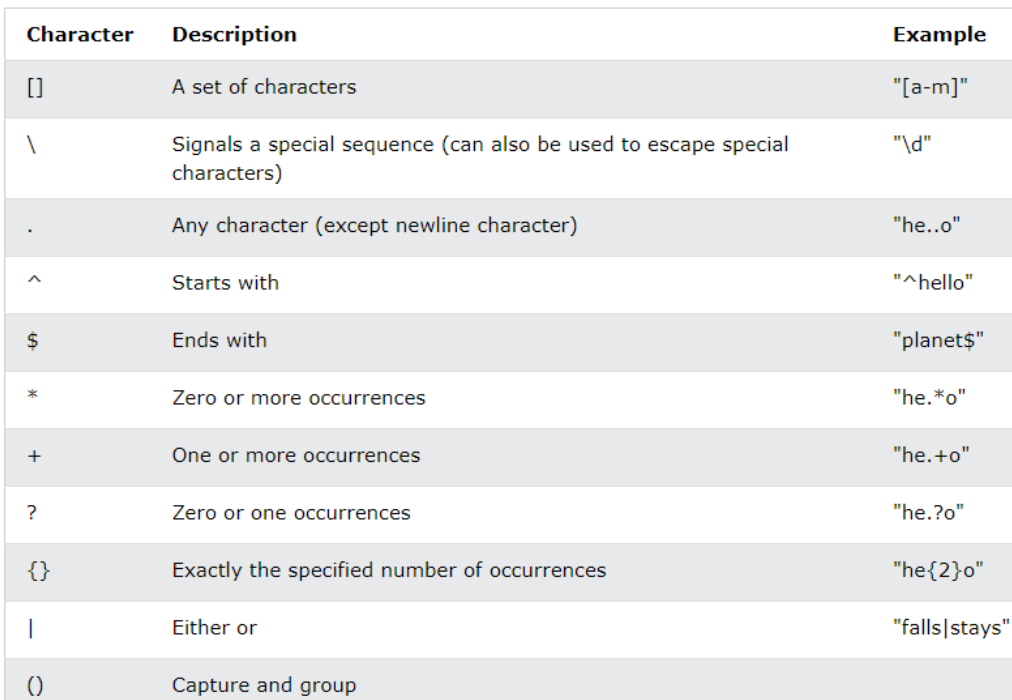 Character Description Example
[] A set of characters "[a-m]"
\ Signals a special sequence (can also be used to escape special "\d"
characters)
. Any character (except newline character) "he..o"
^ Starts with "^hello"
$ Ends with "planet$"
* Zero or more occurrences "he.*o"
+ One or more occurrences "he.+o"
? Zero or one occurrences "he.?o"
{} Exactly the specified number of occurrences "he{2}o"
| Either or "falls|stays"
() Capture and group